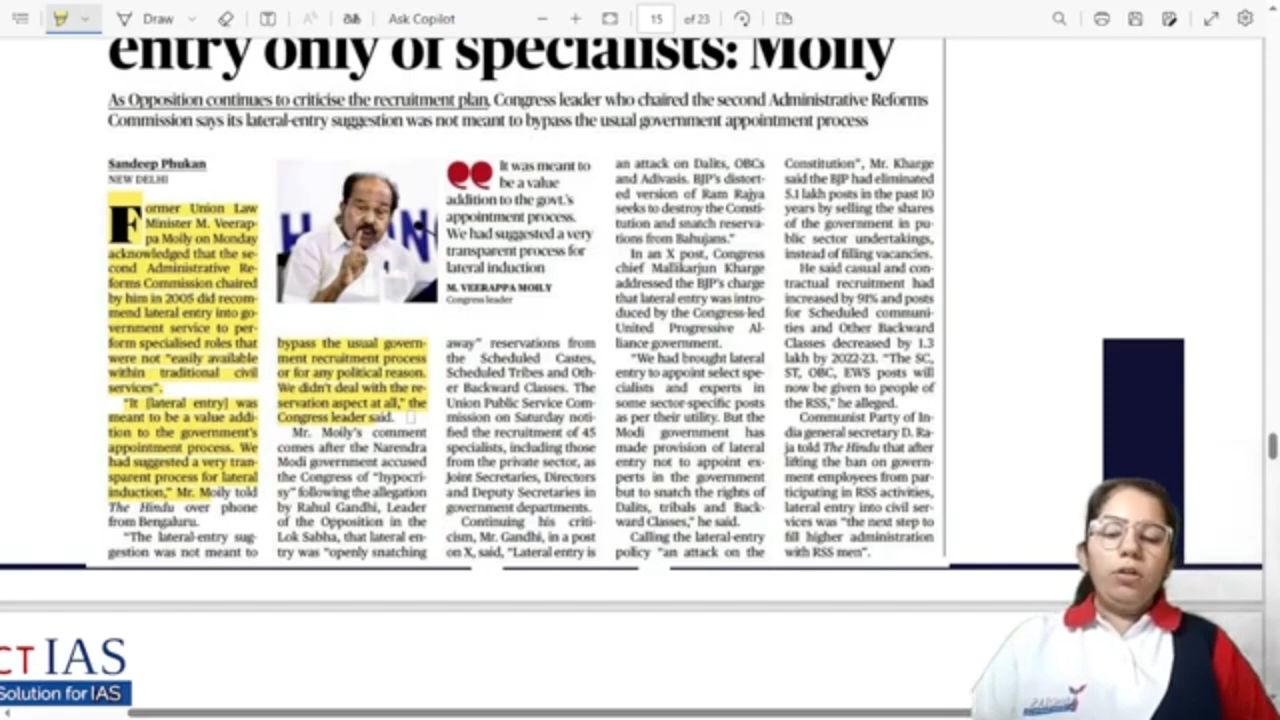 Draw
Ask Copilot
15 of 23
entry only of specialists: Moily
As Opposition continues to criticise the recruitment plan, Congress leader who chaired the second Administrative Reforms
Commission says its lateral-entry suggestion was not meant to bypass the usual government appointment process
Sandeep Phukan
NEW DELHI
Former Union Law
Minister M. Veerap-
pa Moily on Monday
acknowledged that the se-
cond Administrative Re-
forms Commission chaired
by him in 2005 did recom-
mend lateral entry into go-
vernment service to per-
form specialised roles that
were not "easily available
within traditional civil
services".
"It [lateral entry] was
meant to be a value addi-
tion to the government's
appointment process. We
had suggested a very tran-
sparent process for lateral
induction," Mr. Moily told
The Hindu over phone
from Bengaluru.
"The lateral-entry sug-
gestion was not meant to
bypass the usual govern-
ment recruitment process
or for any political reason.
We didn't deal with the re-
servation aspect at all," the
Congress leader said.
Mr. Moily's comment
comes after the Narendra
Modi government accused
the Congress of "hypocri-
sy" following the allegation
by Rahul Gandhi, Leader
of the Opposition in the
Lok Sabha, that lateral en-
try was "openly snatching
It was meant to
be a value
addition to the govt.'s
appointment process.
We had suggested a very
transparent process for
lateral induction
M. VEERAPPA MOILY
Congress leader
away" reservations from
the Scheduled Castes,
Scheduled Tribes and Oth-
er Backward Classes. The
Union Public Service Com-
mission on Saturday noti-
fied the recruitment of 45
specialists, including those
from the private sector, as
Joint Secretaries, Directors
and Deputy Secretaries in
government departments.
Continuing his criti-
cism, Mr. Gandhi, in a post
on X, said, "Lateral entry is
an attack on Dalits, OBCs
and Adivasis. BJP's distort-
ed version of Ram Rajya
seeks to destroy the Consti-
tution and snatch reserva-
tions from Bahujans."
In an X post, Congress
chief Mallikarjun Kharge
addressed the BJP's charge
that lateral entry was intro-
duced by the Congress-led
United Progressive Al-
liance government.
"We had brought lateral
entry to appoint select spe-
cialists and experts in
some sector-specific posts
as per their utility. But the
Modi government has
made provision of lateral
entry not to appoint ex-
perts in the government
but to snatch the rights of
Dalits, tribals and Back-
ward Classes," he said.
Calling the lateral-entry
policy "an attack on the
Constitution", Mr. Kharge
said the BJP had eliminated
5.1 lakh posts in the past 10
years by selling the shares
of the government in pu-
blic sector undertakings,
instead of filling vacancies.
He said casual and con-
tractual recruitment had
increased by 91% and posts
for Scheduled communi-
ties and Other Backward
Classes decreased by 1.3
lakh by 2022-23. "The SC,
ST, OBC, EWS posts will
now be given to people of
the RSS," he alleged.
Communist Party of In-
dia general secretary D. Ra-
ja told The Hindu that after
lifting the ban on govern-
ment employees from par-
ticipating in RSS activities,
lateral entry into civil ser-
vices was "the next step to
fill higher administration
with RSS men".
CT IAS
Solution for IAS